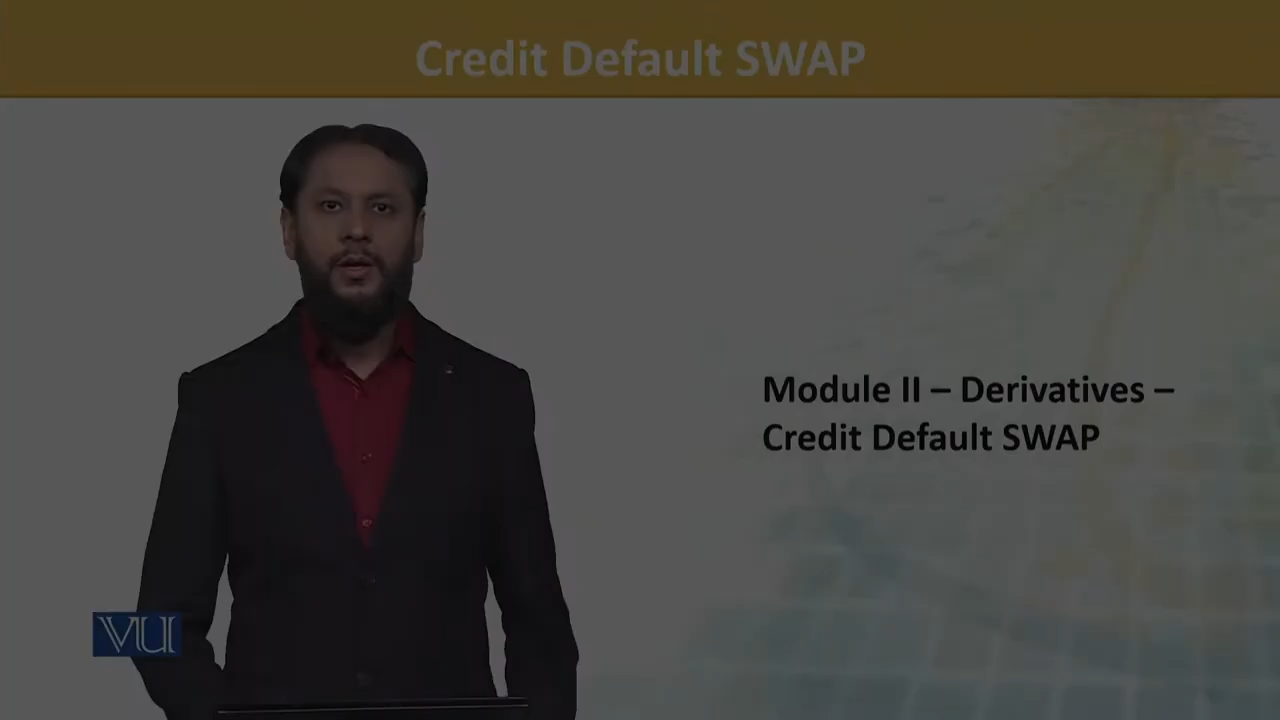 Credit Default SWAP
Module II – Derivatives –
Credit Default SWAP
VU